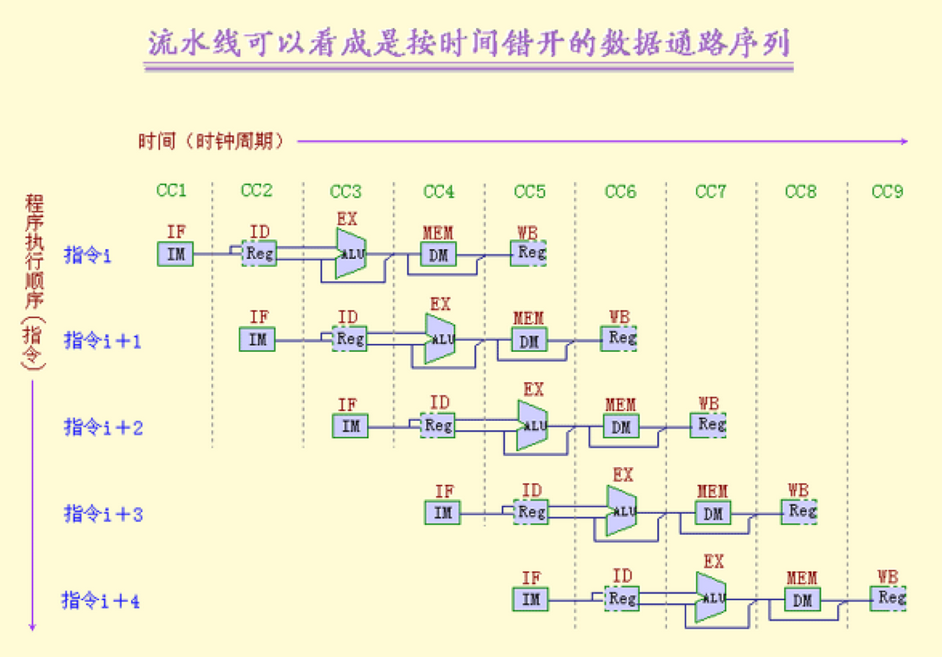 流水线可以看成是按时间错开的数据通路序列
时间（时钟周期）
CC1 CC2 CC3 CC4 CC5 CC6 CC7 CC8 CC9
程序执行顺序（指令）
IF ID EX MEM WB
指令i IM Reg ALU DM Reg
IF ID EX MEM WB
指令i+1 IM Reg ALU DM Reg
IF ID EX MEM WB
指令i+2 IM Reg ALU DM Reg
IF ID EX MEM WB
指令i+3 IM Reg ALU DM Reg
IF ID EX MEM WB
指令i+4 IM Reg ALU DM Reg